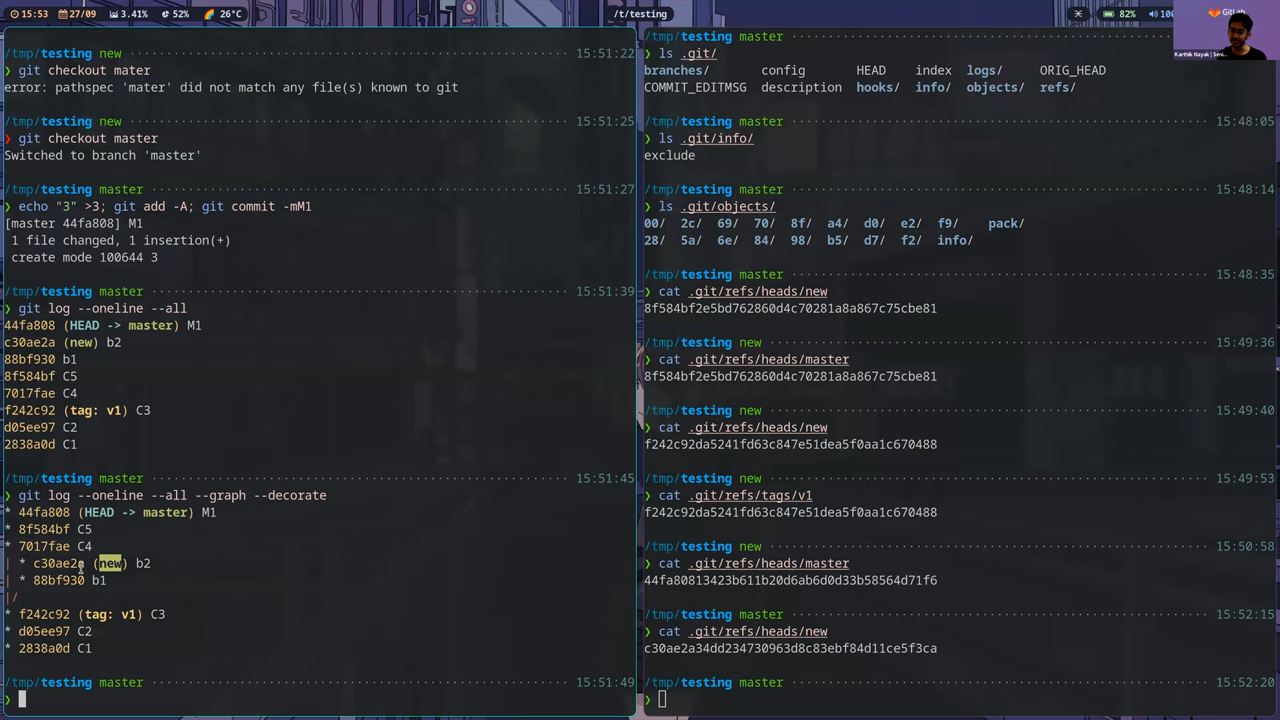 15:53 27/09 3.41% 52% 26°C
/t/testing
82% 100
GitLab
/tmp/testing new 15:51:22
❯ git checkout mater
error: pathspec 'mater' did not match any file(s) known to git
/tmp/testing new 15:51:25
❯ git checkout master
Switched to branch 'master'
/tmp/testing master 15:51:27
❯ echo "3" >3; git add -A; git commit -mM1
[master 44fa808] M1
1 file changed, 1 insertion(+)
create mode 100644 3
/tmp/testing master 15:51:39
❯ git log --oneline --all
44fa808 (HEAD -> master) M1
c30ae2a (new) b2
88bf930 b1
8f584bf C5
7017fae C4
f242c92 (tag: v1) C3
d05ee97 C2
2838a0d C1
/tmp/testing master 15:51:45
❯ git log --oneline --all --graph --decorate
* 44fa808 (HEAD -> master) M1
* 8f584bf C5
* 7017fae C4
| * c30ae2a (new) b2
| * 88bf930 b1
|/
* f242c92 (tag: v1) C3
* d05ee97 C2
* 2838a0d C1
/tmp/testing master 15:51:49
❯
/tmp/testing master
❯ ls .git/
branches/ config HEAD index logs/ ORIG_HEAD
COMMIT_EDITMSG description hooks/ info/ objects/ refs/
/tmp/testing master 15:48:05
❯ ls .git/info/
exclude
/tmp/testing master 15:48:14
❯ ls .git/objects/
00/ 2c/ 69/ 70/ 8f/ a4/ d0/ e2/ f9/ pack/
28/ 5a/ 6e/ 84/ 98/ b5/ d7/ f2/ info/
/tmp/testing master 15:48:35
❯ cat .git/refs/heads/new
8f584bf2e5bd762860d4c70281a8a867c75cbe81
/tmp/testing new 15:49:36
❯ cat .git/refs/heads/master
8f584bf2e5bd762860d4c70281a8a867c75cbe81
/tmp/testing new 15:49:40
❯ cat .git/refs/heads/new
f242c92da5241fd63c847e51dea5f0aa1c670488
/tmp/testing new 15:49:53
❯ cat .git/refs/tags/v1
f242c92da5241fd63c847e51dea5f0aa1c670488
/tmp/testing new 15:50:58
❯ cat .git/refs/heads/master
44fa80813423b611b20d6ab6d0d33b58564d71f6
/tmp/testing master 15:52:15
❯ cat .git/refs/heads/new
c30ae2a34dd234730963d8c83ebf84d11ce5f3ca
/tmp/testing master 15:52:20
❯
Karthik Nayak | Seni...